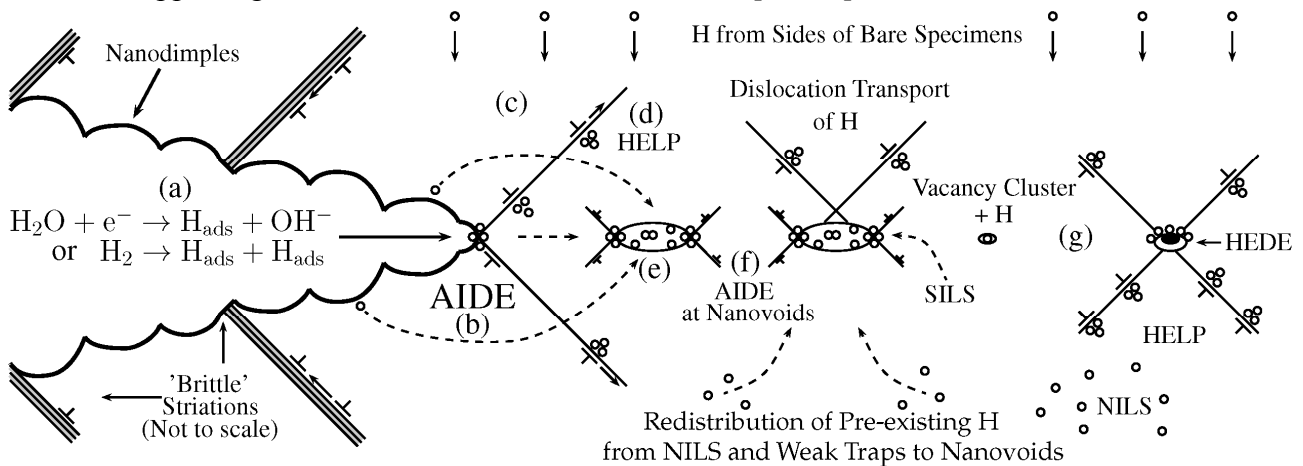 H from Sides of Bare Specimens
Nanodimples
(c)
(d)
HELP
Dislocation Transport
of H
(a)
H₂O + e⁻ → H_ads + OH⁻
or H₂ → H_ads + H_ads
Vacancy Cluster
+ H
(g)
HEDE
(e)
(f)
AIDE
(b)
AIDE
at Nanovoids
SILS
HELP
'Brittle'
Striations
(Not to scale)
NILS
Redistribution of Pre-existing H
from NILS and Weak Traps to Nanovoids